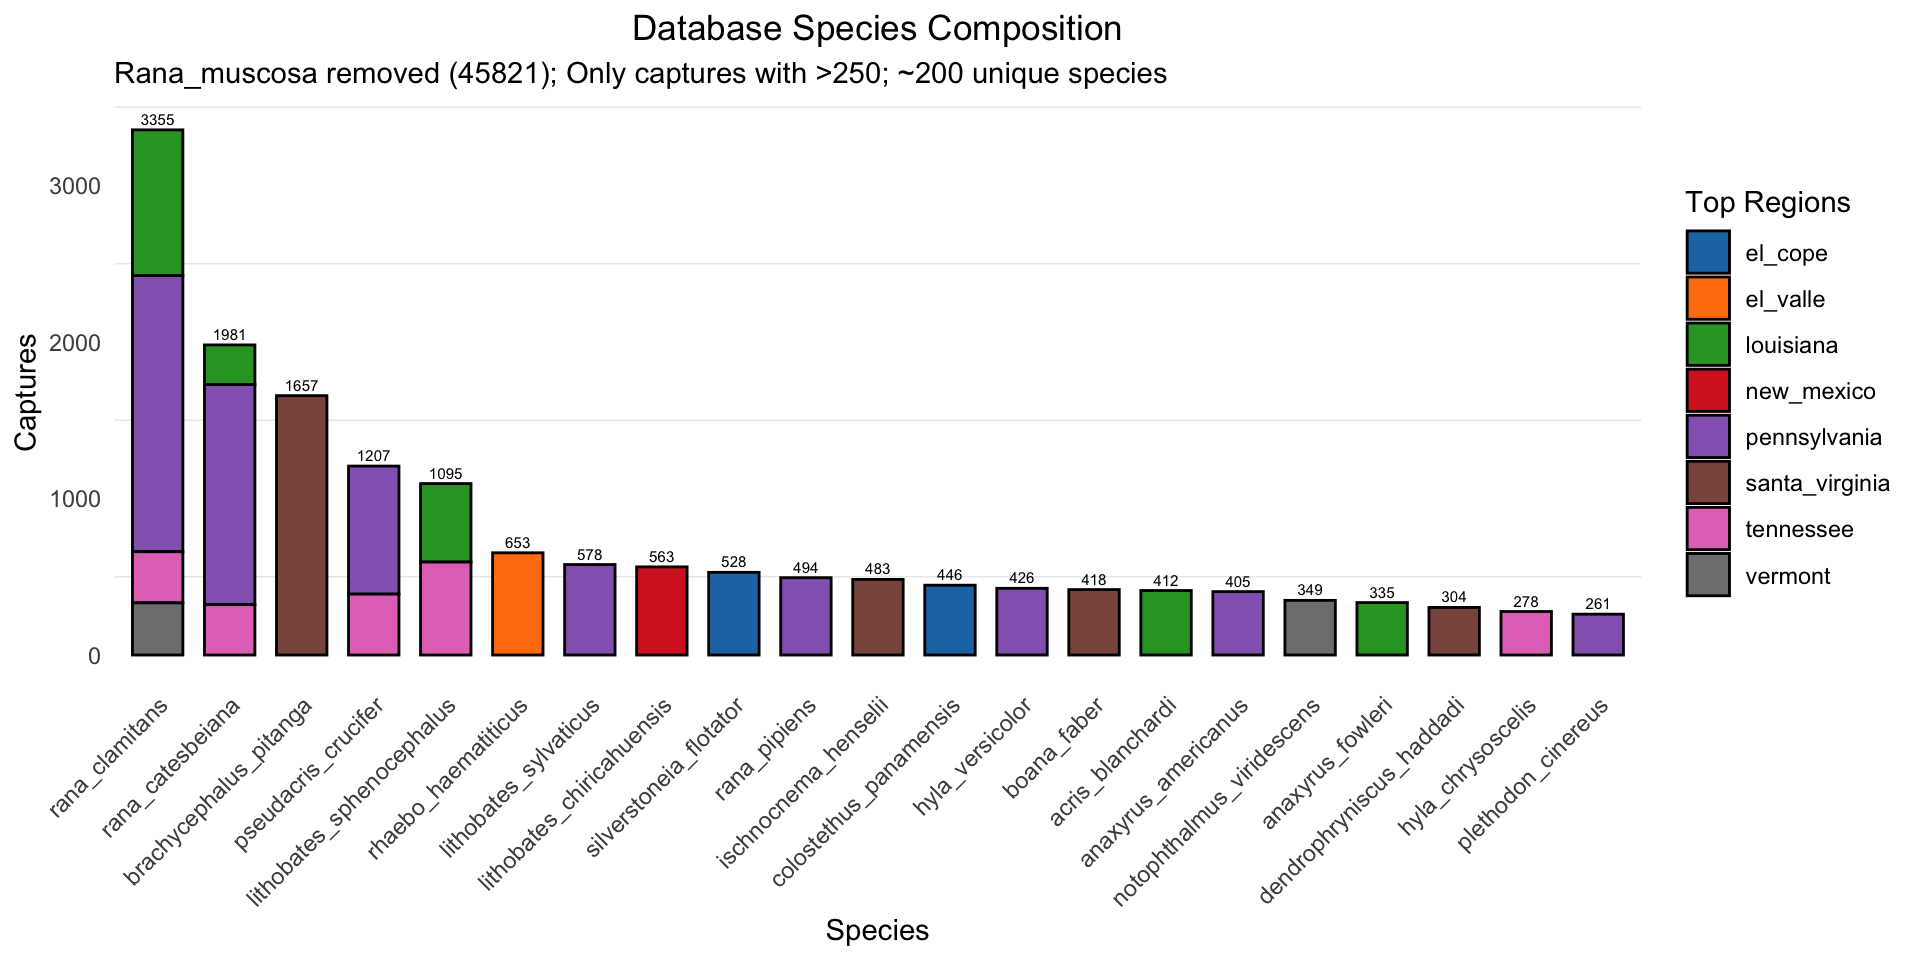 Database Species Composition
Rana_muscosa removed (45821); Only captures with >250; ~200 unique species
Captures
3000
2000
1000
0
3355
1981
1657
1207
1095
653
578
563
528
494
483
446
426
418
412
405
349
335
304
278
261
rana_clamitans
rana_catesbeiana
brachycephalus_pitanga
pseudacris_crucifer
lithobates_sphenocephalus
rhaebo_haematiticus
lithobates_sylvaticus
lithobates_chiricahuensis
silverstoneia_flotator
rana_pipiens
ischnocnema_henselii
colostethus_panamensis
hyla_versicolor
boana_faber
acris_blanchardi
anaxyrus_americanus
notophthalmus_viridescens
anaxyrus_fowleri
dendrophryniscus_haddadi
hyla_chrysoscelis
plethodon_cinereus
Species
Top Regions
el_cope
el_valle
louisiana
new_mexico
pennsylvania
santa_virginia
tennessee
vermont